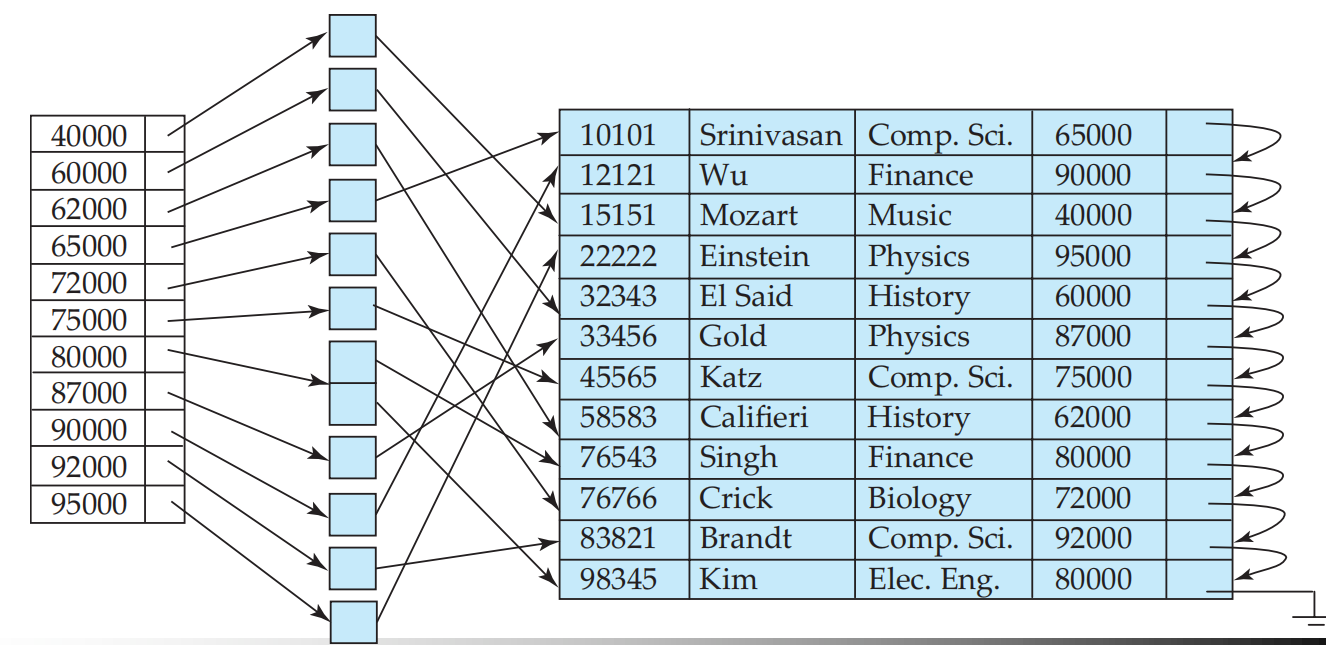 40000
60000
62000
65000
72000
75000
80000
87000
90000
92000
95000
10101 Srinivasan Comp. Sci. 65000
12121 Wu Finance 90000
15151 Mozart Music 40000
22222 Einstein Physics 95000
32343 El Said History 60000
33456 Gold Physics 87000
45565 Katz Comp. Sci. 75000
58583 Califieri History 62000
76543 Singh Finance 80000
76766 Crick Biology 72000
83821 Brandt Comp. Sci. 92000
98345 Kim Elec. Eng. 80000